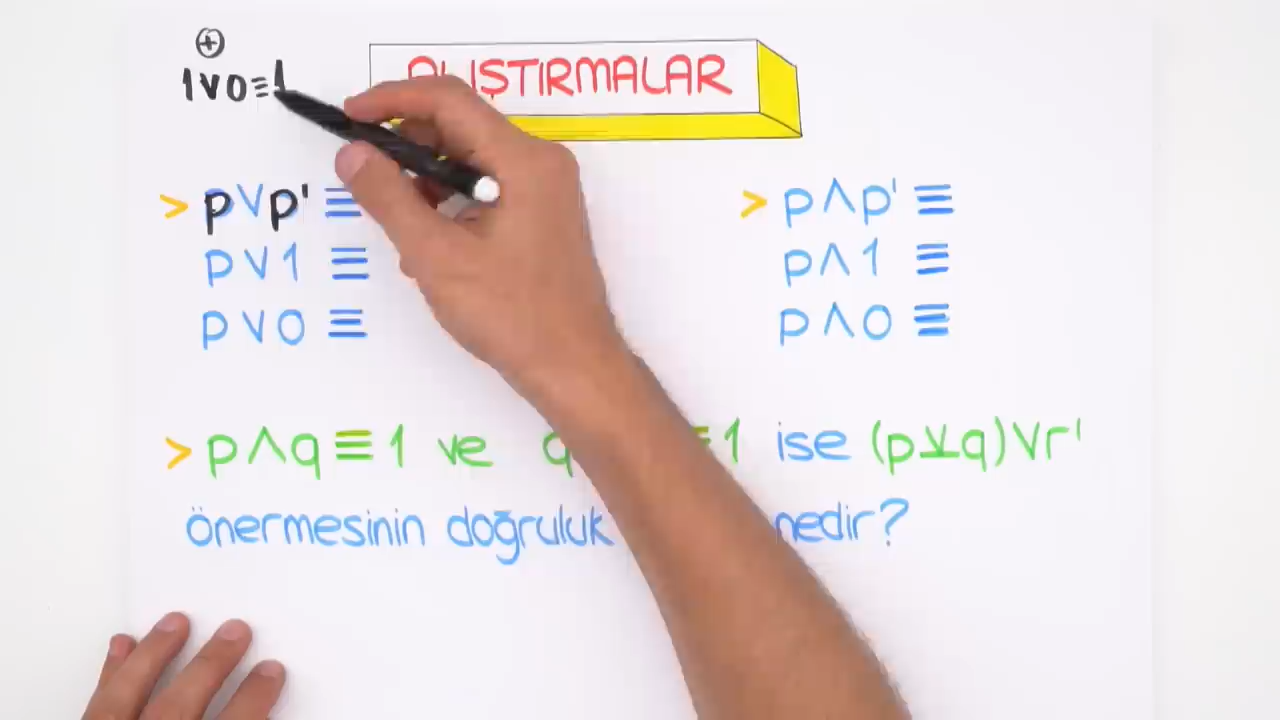 ⊕
1 ∨ 0 ≡ 1
ALIŞTIRMALAR
> p ∨ p' ≡
p ∨ 1 ≡
p ∨ 0 ≡
> p ∧ p' ≡
p ∧ 1 ≡
p ∧ 0 ≡
> p ∧ q ≡ 1 ve q ≡ 1 ise (p ⊻ q) ∨ r'
önermesinin doğruluk nedir?